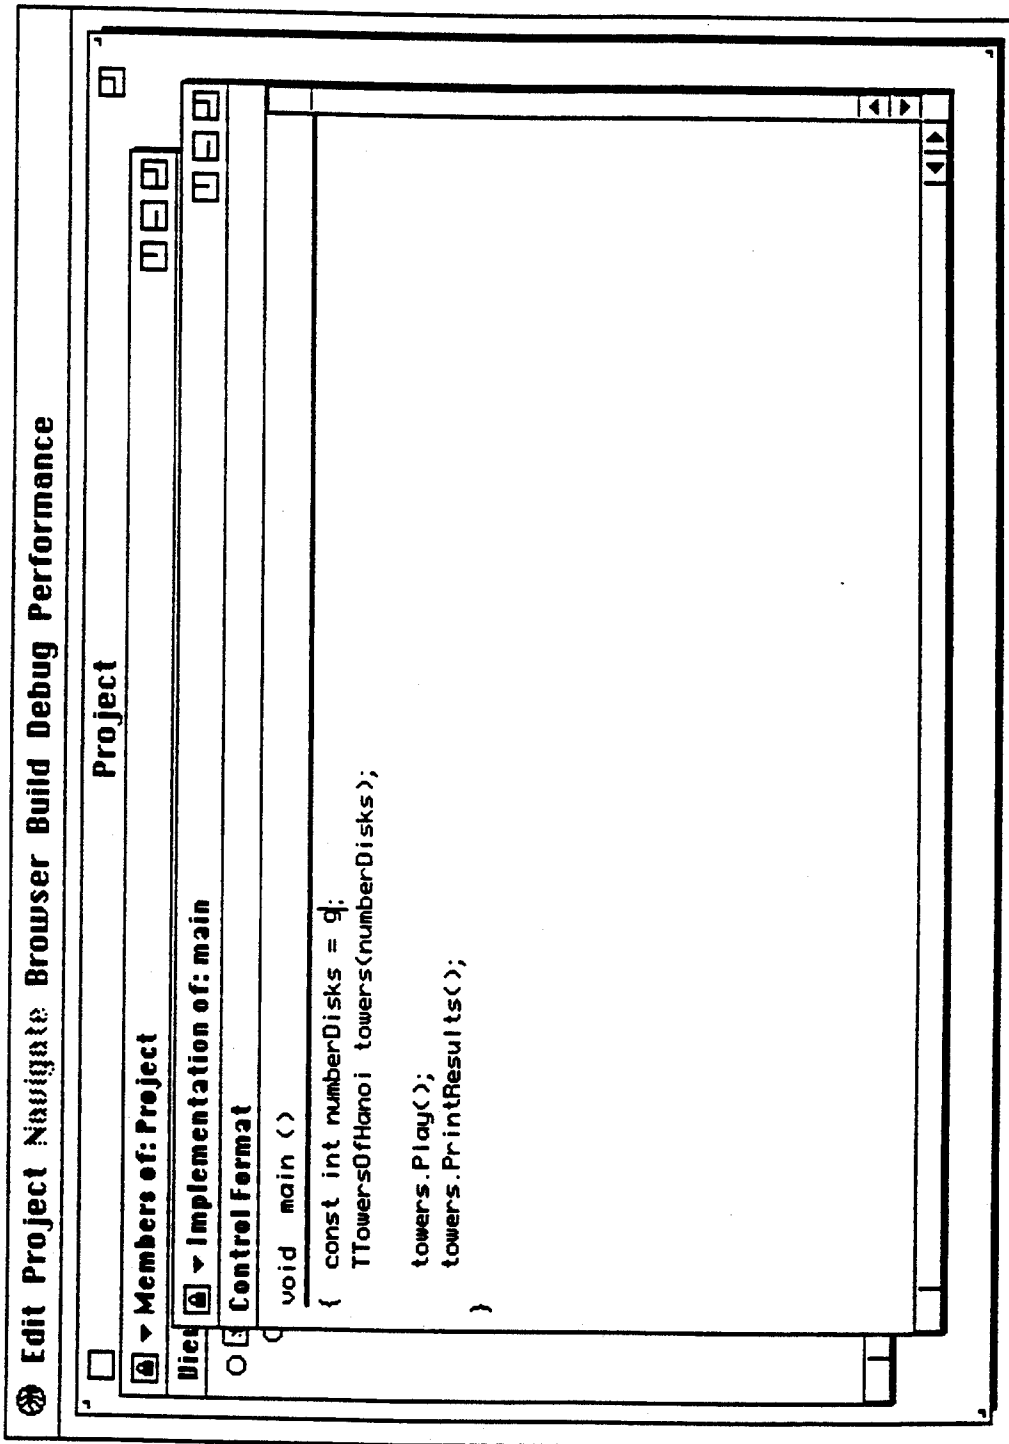 Edit Project Navigate Browser Build Debug Performance
Project
Members of: Project
Implementation of: main
Control Format
void main ()
{ const int numberDisks = 9;
TTowersOfHanoi towers(numberDisks);
towers.Play();
towers.PrintResults();
}